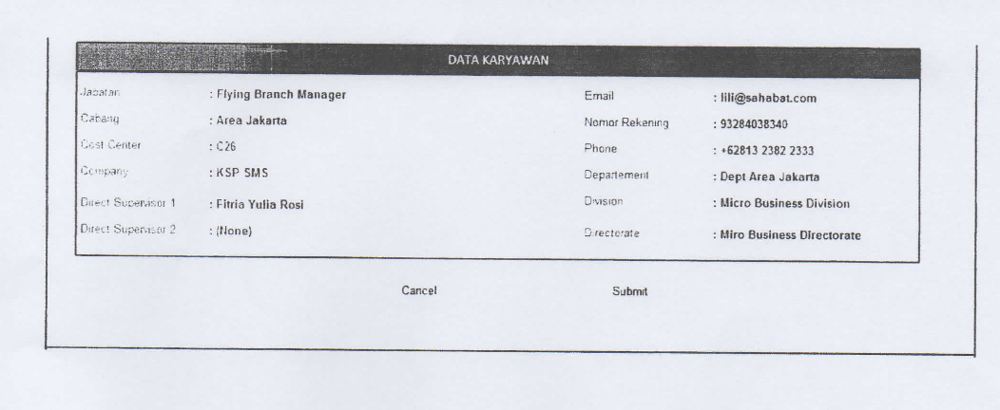 DATA KARYAWAN
Jabatan : Flying Branch Manager Email : lili@sahabat.com
Cabang : Area Jakarta Nomor Rekening : 93284038340
Cost Center : C26 Phone : +62813 2382 2333
Company : KSP SMS Departement : Dept Area Jakarta
Direct Supervisor 1 : Fitria Yulia Rosi Division : Micro Business Division
Direct Supervisor 2 : (None) Directorate : Miro Business Directorate
Cancel Submit